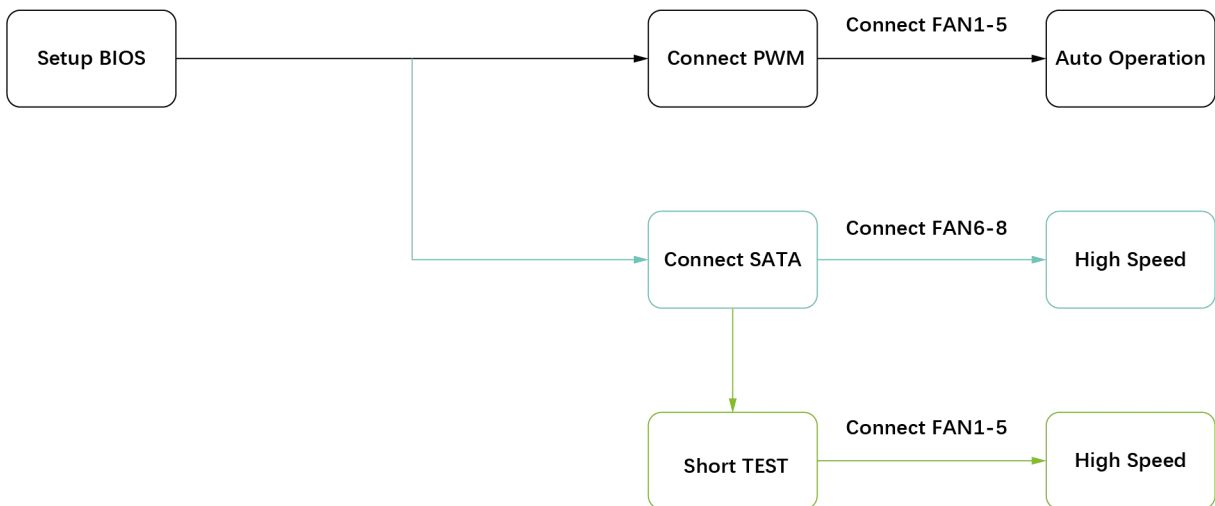 Connect FAN1-5
Setup BIOS
Connect PWM
Auto Operation
Connect FAN6-8
Connect SATA
High Speed
Connect FAN1-5
Short TEST
High Speed